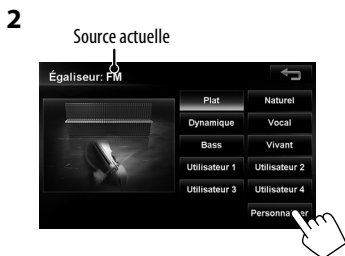 2
Source actuelle
Égaliseur: FM
Plat Naturel
Dynamique Vocal
Bass Vivant
Utilisateur 1 Utilisateur 2
Utilisateur 3 Utilisateur 4